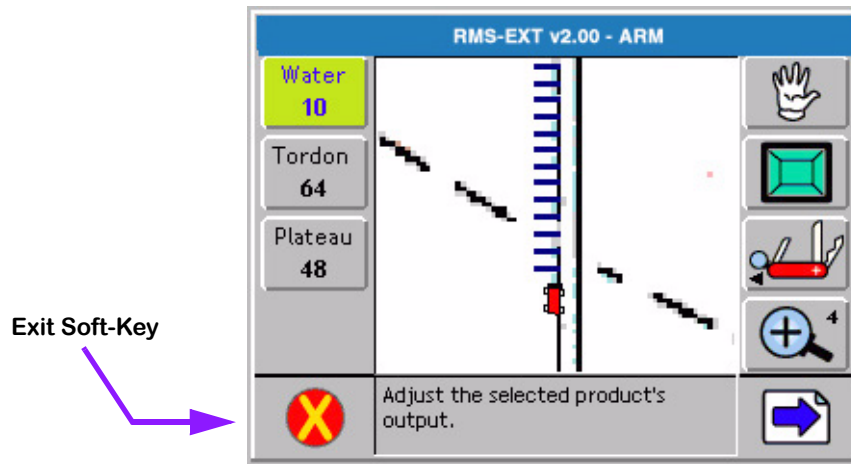 RMS-EXT v2.00 - ARM
Water
10
Tordon
64
Plateau
48
4
Exit Soft-Key
Adjust the selected product's
output.